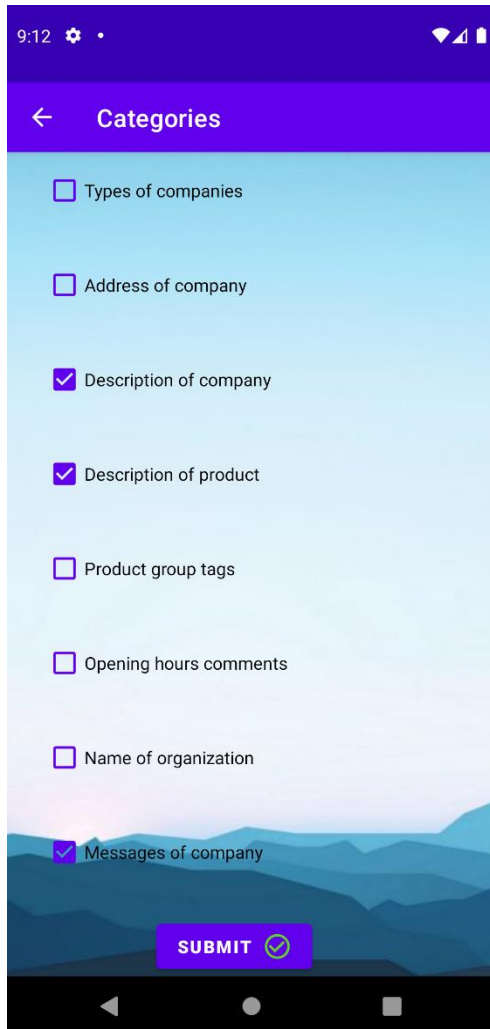 9:12
Categories
Types of companies
Address of company
Description of company
Description of product
Product group tags
Opening hours comments
Name of organization
Messages of company
SUBMIT